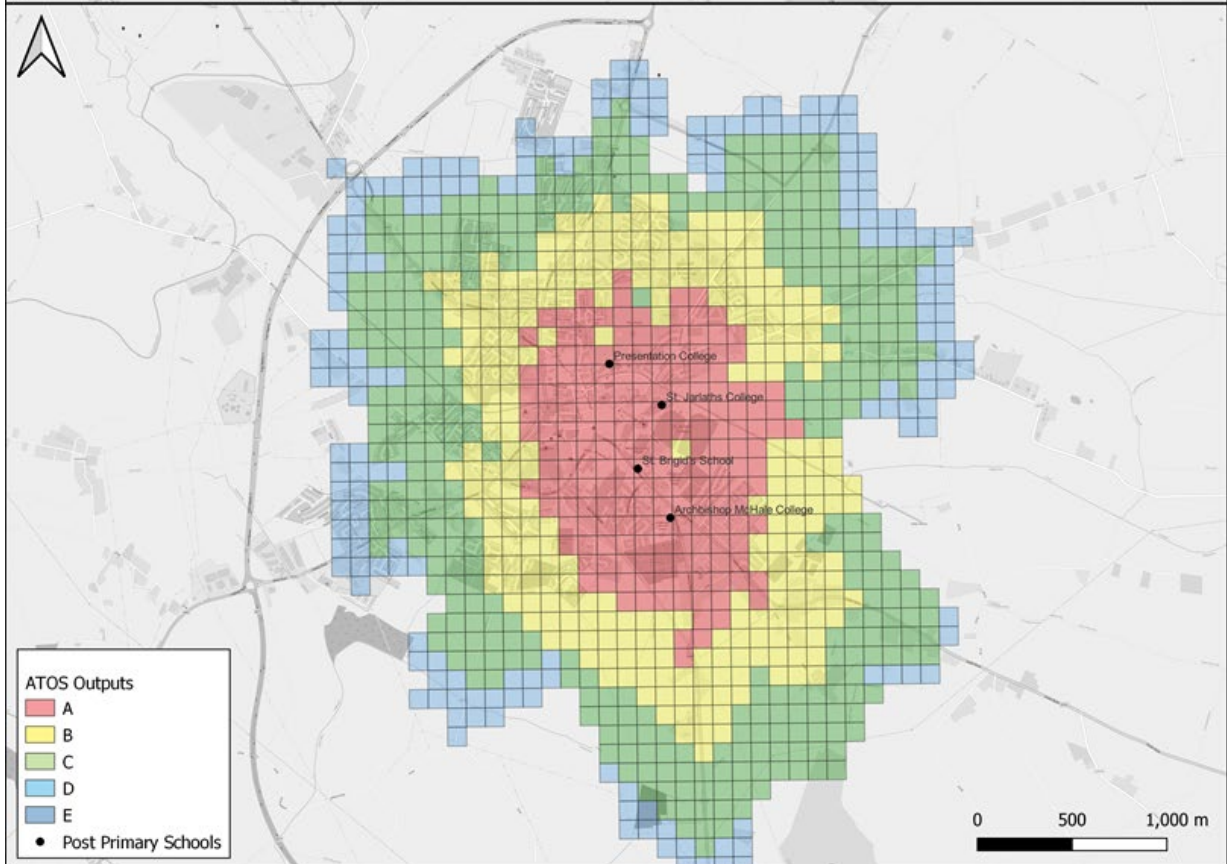 Presentation College
St. Jarlaths College
St. Brigid's School
Archbishop McHale College
ATOS Outputs
A
B
C
D
E
Post Primary Schools
0 500 1,000 m